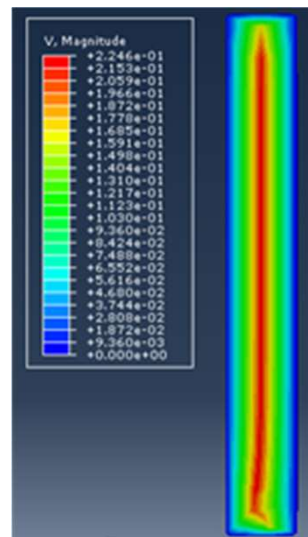 V, Magnitude
+2.246e-01
+2.153e-01
+2.059e-01
+1.966e-01
+1.872e-01
+1.778e-01
+1.685e-01
+1.591e-01
+1.498e-01
+1.404e-01
+1.310e-01
+1.217e-01
+1.123e-01
+1.030e-01
+9.360e-02
+8.424e-02
+7.488e-02
+6.552e-02
+5.616e-02
+4.680e-02
+3.744e-02
+2.808e-02
+1.872e-02
+9.360e-03
+0.000e+00